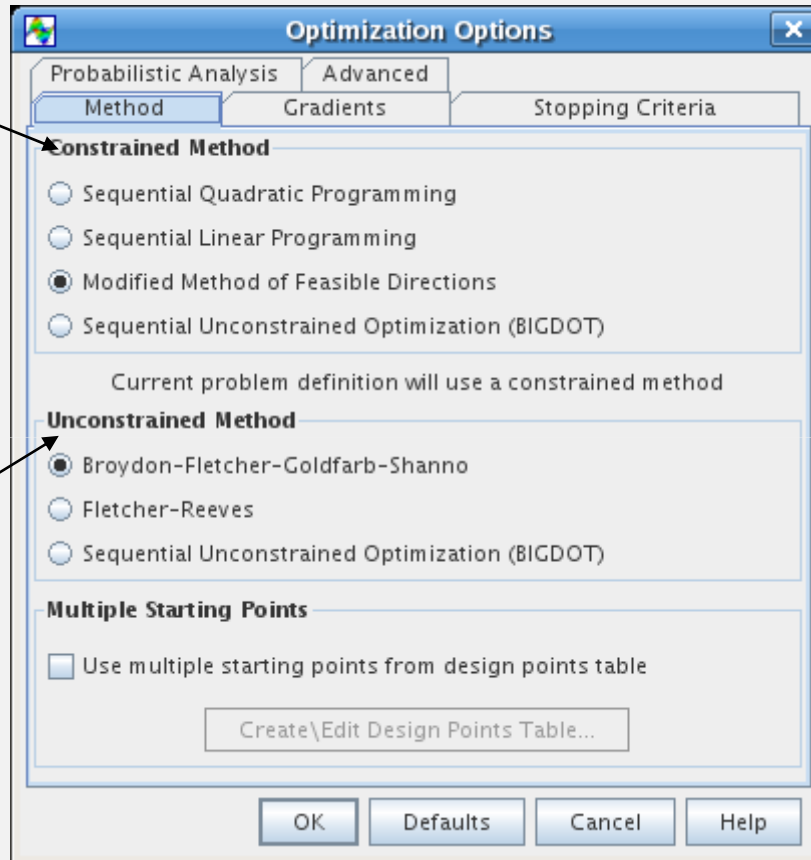 Optimization Options
Probabilistic Analysis Advanced
Method Gradients Stopping Criteria
Constrained Method
Sequential Quadratic Programming
Sequential Linear Programming
Modified Method of Feasible Directions
Sequential Unconstrained Optimization (BIGDOT)
Current problem definition will use a constrained method
Unconstrained Method
Broydon-Fletcher-Goldfarb-Shanno
Fletcher-Reeves
Sequential Unconstrained Optimization (BIGDOT)
Multiple Starting Points
Use multiple starting points from design points table
Create\Edit Design Points Table...
OK Defaults Cancel Help